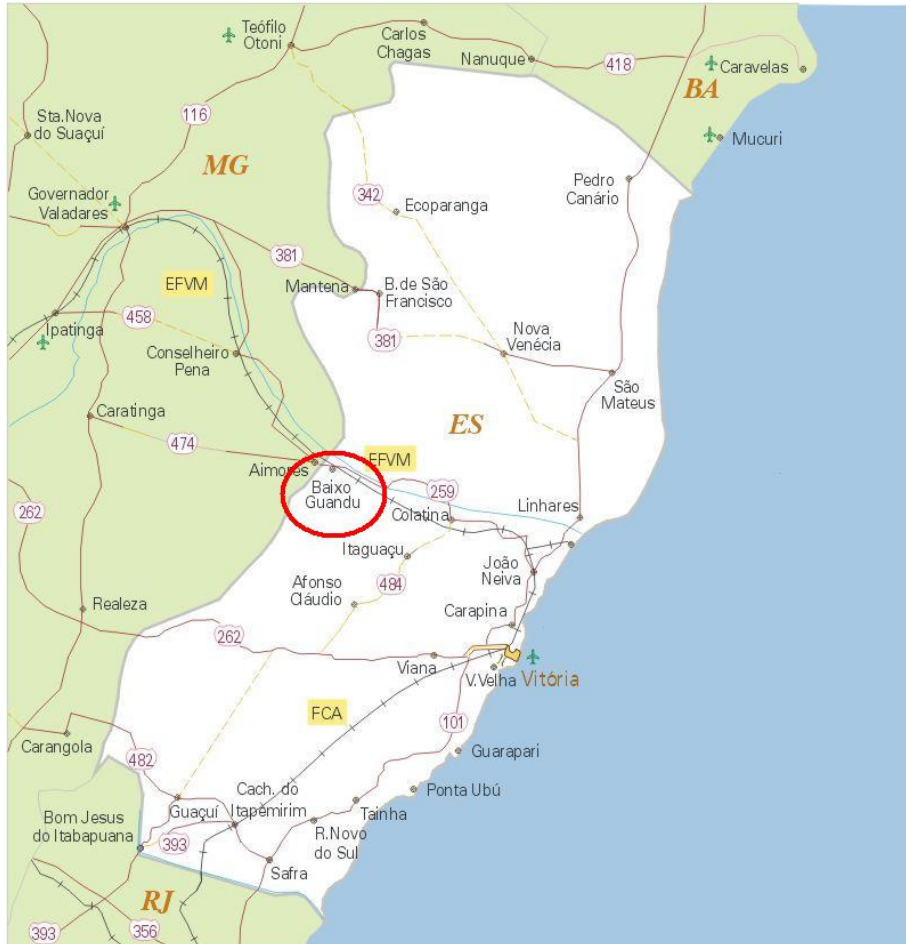 Teófilo
Otoni
Carlos
Chagas
Nanuque
418
Caravelas
BA
Mucuri
Sta.Nova
do Suaçuí
116
MG
Pedro
Canário
342
Ecoparanga
Governador
Valadares
381
EFVM
Mantena
B.de São
Francisco
458
Ipatinga
381
Nova
Venécia
Conselheiro
Pena
São
Mateus
Caratinga
474
ES
Aimores
EFVM
Baixo
Guandu
259
Linhares
262
Colatina
Itaguaçu
João
Neiva
484
Afonso
Cláudio
Realeza
Carapina
262
Viana
V.Velha
Vitória
FCA
101
Carangola
482
Guarapari
Cach. do
Itapemirim
Ponta Ubú
Guaçuí
Tainha
Bom Jesus
do Itabapuana
R.Novo
do Sul
393
Safra
RJ
393
356